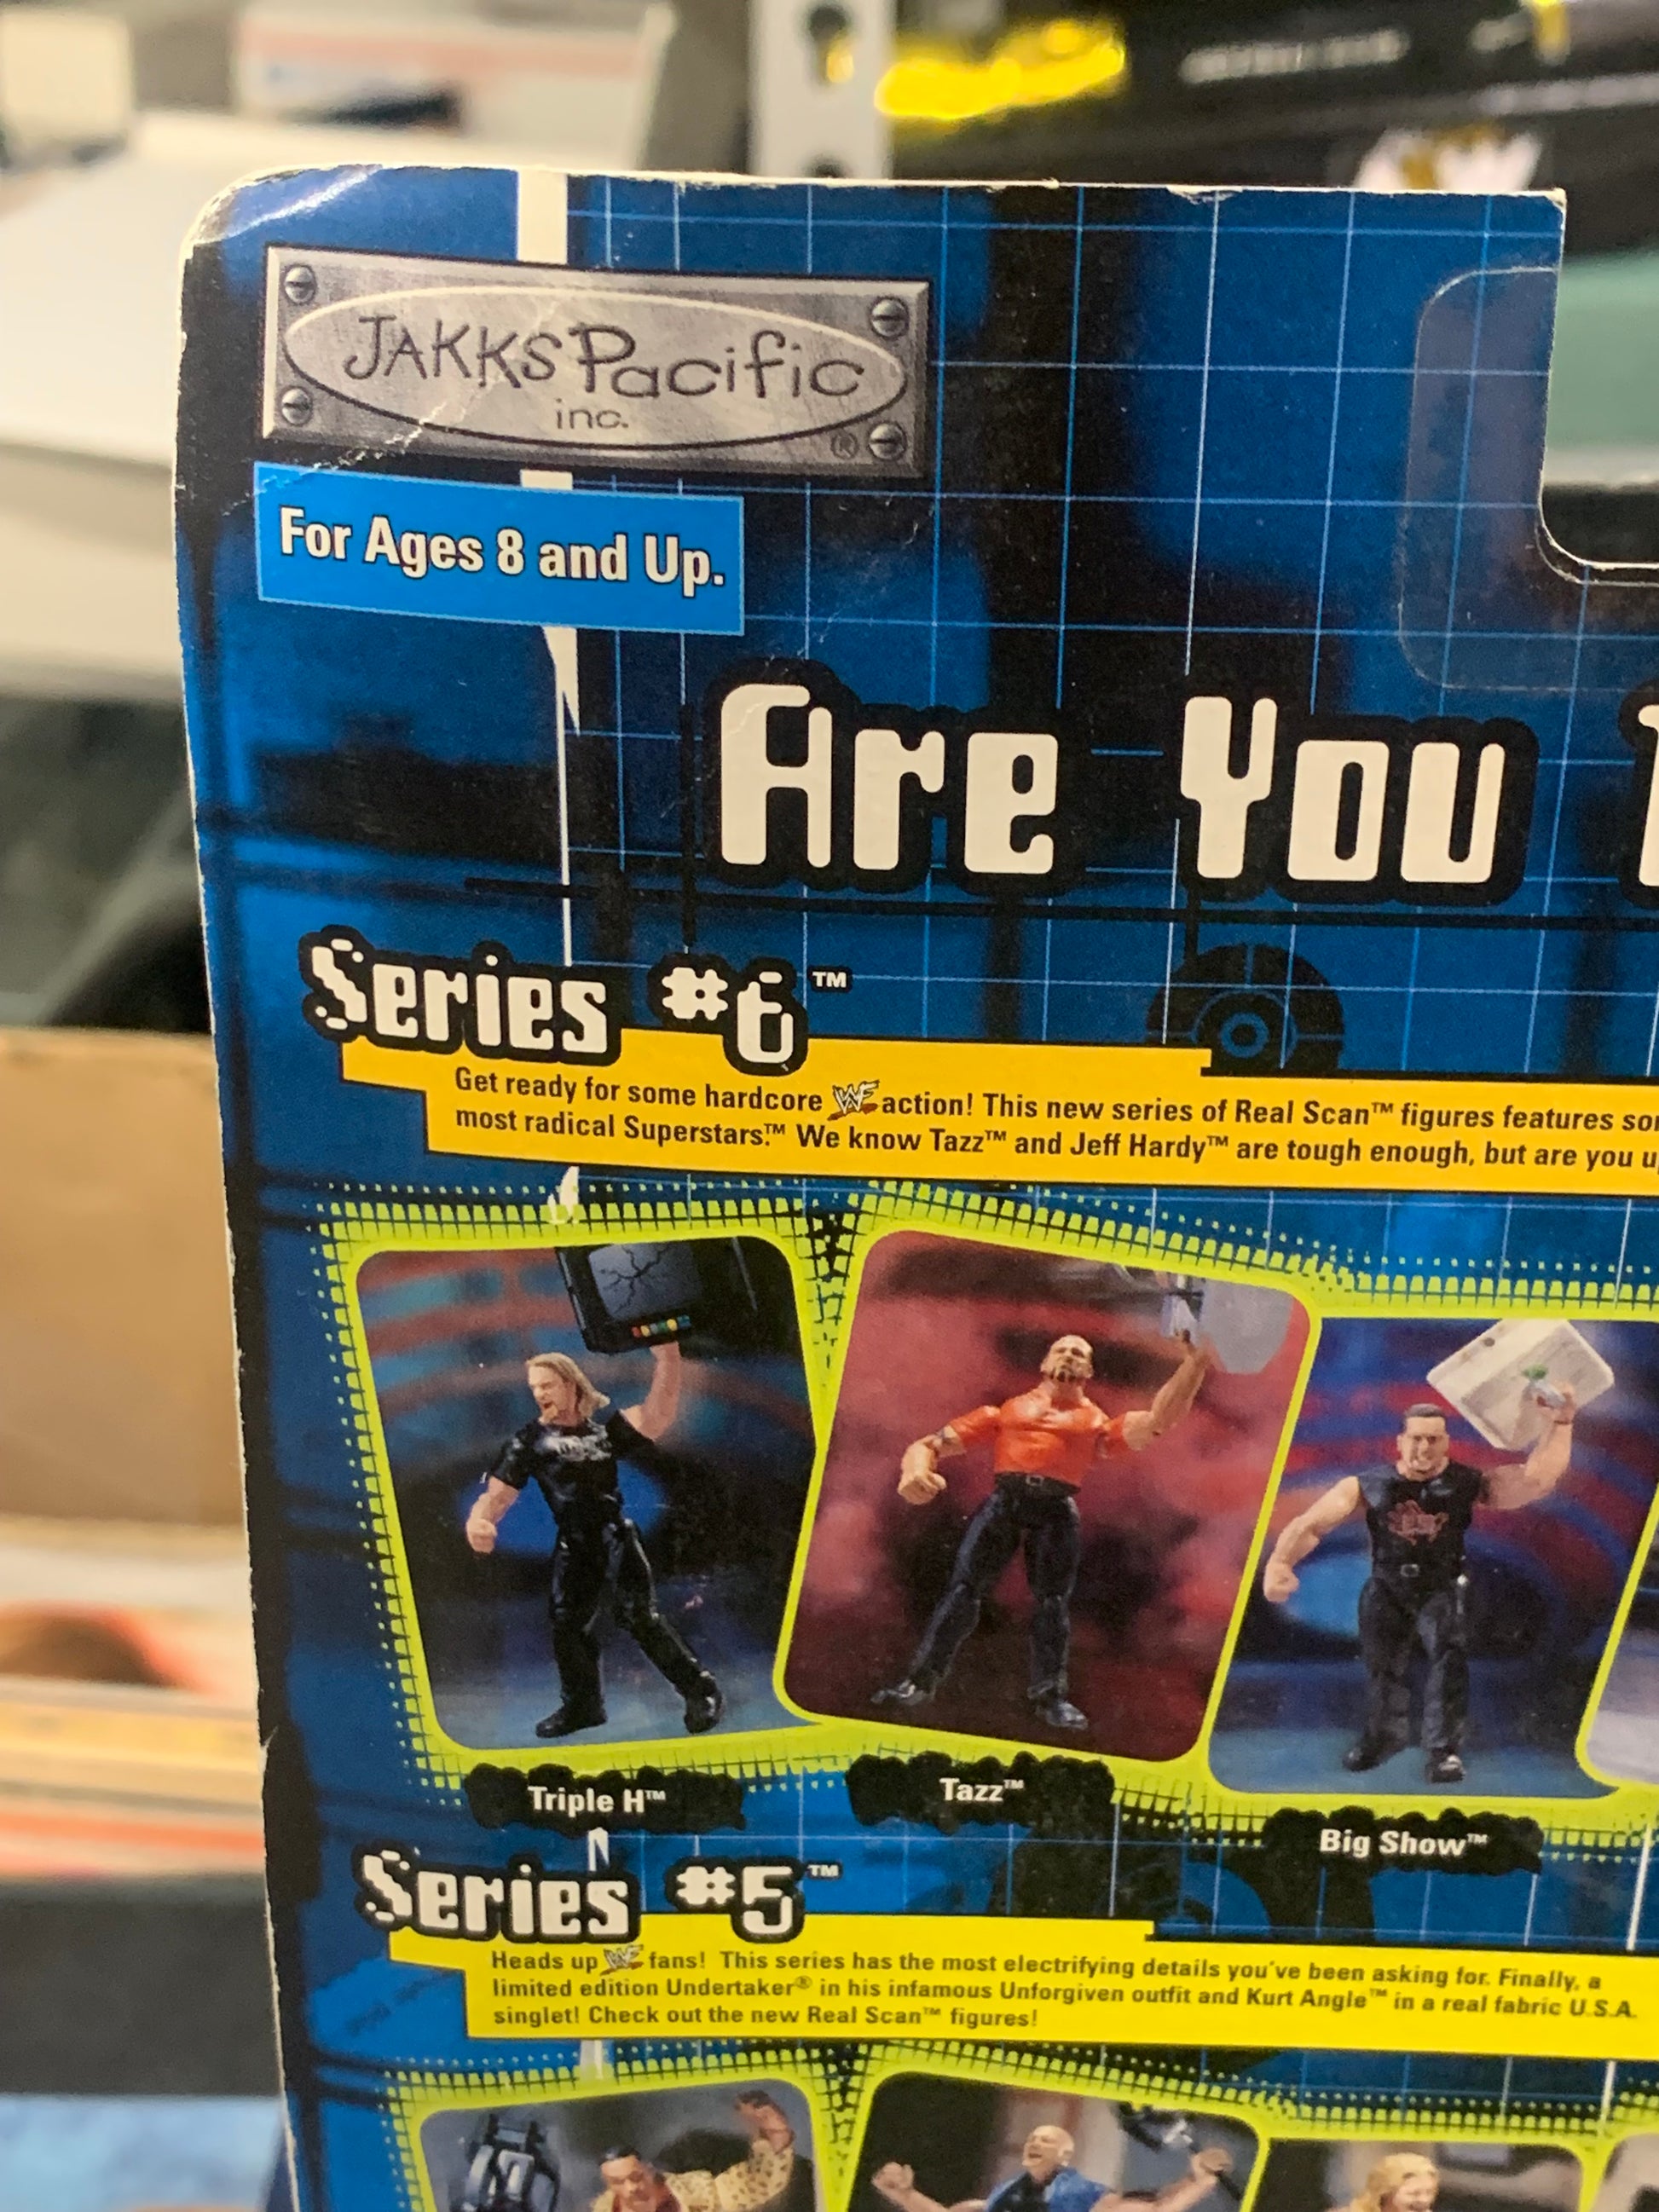 JAKKS Pacific
inc.
®
For Ages 8 and Up.
Are You
Series #6™
Get ready for some hardcore WF action! This new series of Real Scan™ figures features
most radical Superstars.™ We know Tazz™ and Jeff Hardy™ are tough enough, but are you
Triple H™
Tazz™
Big Show™
Series #5™
Heads up WF fans! This series has the most electrifying details you've been asking for. Finally, a
limited edition Undertaker® in his infamous Unforgiven outfit and Kurt Angle™ in a real fabric U.S.A.
singlet! Check out the new Real Scan™ figures!